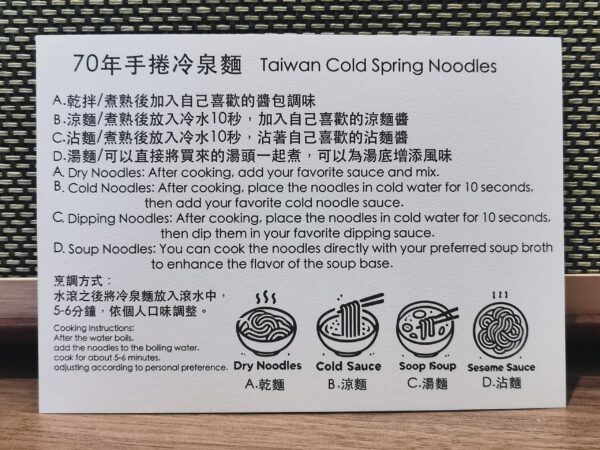 70年手捲冷泉麵 Taiwan Cold Spring Noodles
A.乾拌/煮熟後加入自己喜歡的醬包調味
B.涼麵/煮熟後放入冷水10秒，加入自己喜歡的涼麵醬
C.沾麵/煮熟後放入冷水10秒，沾著自己喜歡的沾麵醬
D.湯麵/可以直接將買來的湯頭一起煮，可以為湯底增添風味
A. Dry Noodles: After cooking, add your favorite sauce and mix.
B. Cold Noodles: After cooking, place the noodles in cold water for 10 seconds,
then add your favorite cold noodle sauce.
C. Dipping Noodles: After cooking, place the noodles in cold water for 10 seconds,
then dip them in your favorite dipping sauce.
D. Soup Noodles: You can cook the noodles directly with your preferred soup broth
to enhance the flavor of the soup base.
烹調方式：
水滾之後將冷泉麵放入滾水中，
5-6分鐘，依個人口味調整。
Cooking Instructions:
After the water boils,
add the noodles to the boiling water.
cook for about 5-6 minutes,
adjusting according to personal preference.
Dry Noodles Cold Sauce Soop Isoup Sesome Sauce
A.乾麵 B.涼麵 C.湯麵 D.沾麵